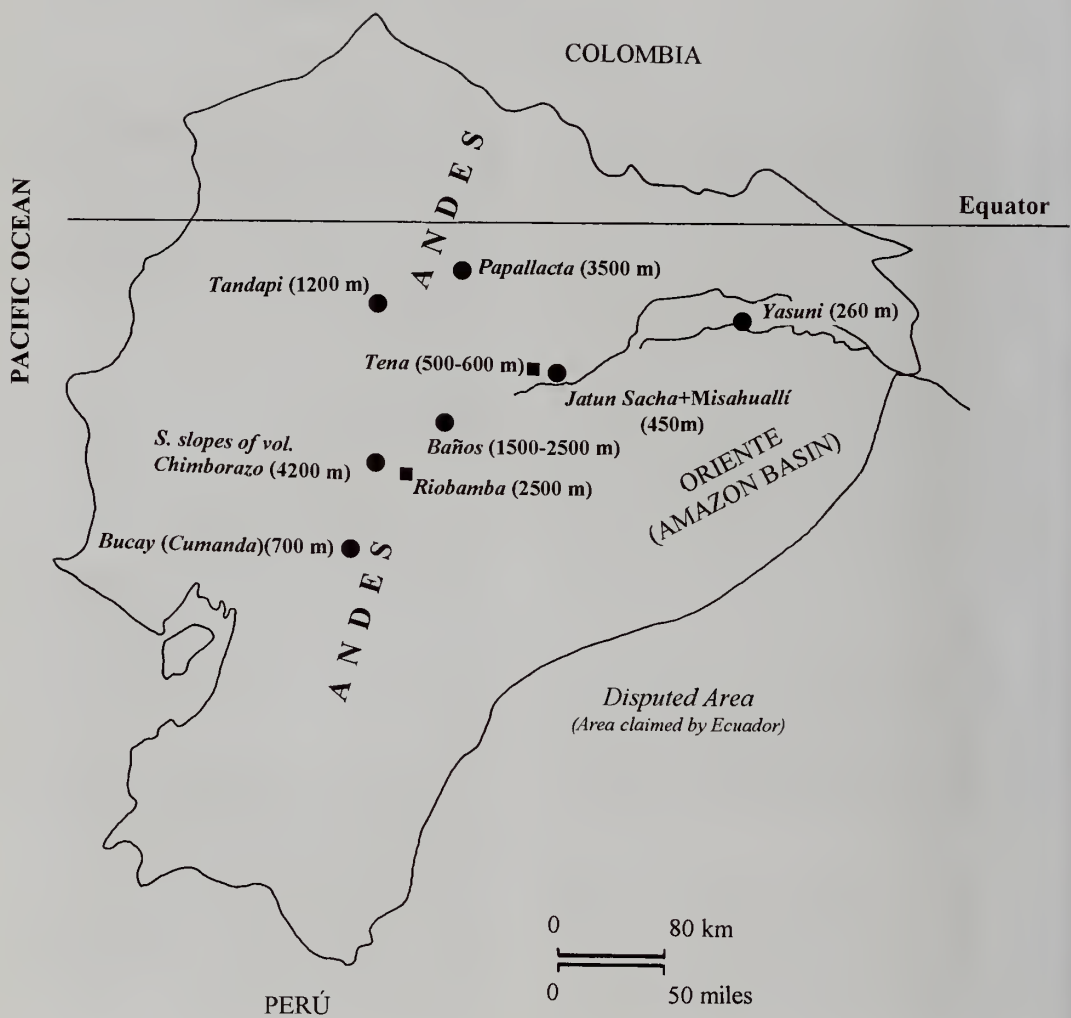 COLOMBIA
PACIFIC OCEAN
ANDES
Equator
Papallacta (3500 m)
Tandapi (1200 m)
Yasuni (260 m)
Tena (500-600 m)
Jatun Sacha+Misahuallí
(450m)
S. slopes of vol.
Chimborazo (4200 m)
Baños (1500-2500 m)
ORIENTE
(AMAZON BASIN)
Riobamba (2500 m)
Bucay (Cumanda)(700 m)
ANDES
Disputed Area
(Area claimed by Ecuador)
0 80 km
0 50 miles
PERÚ